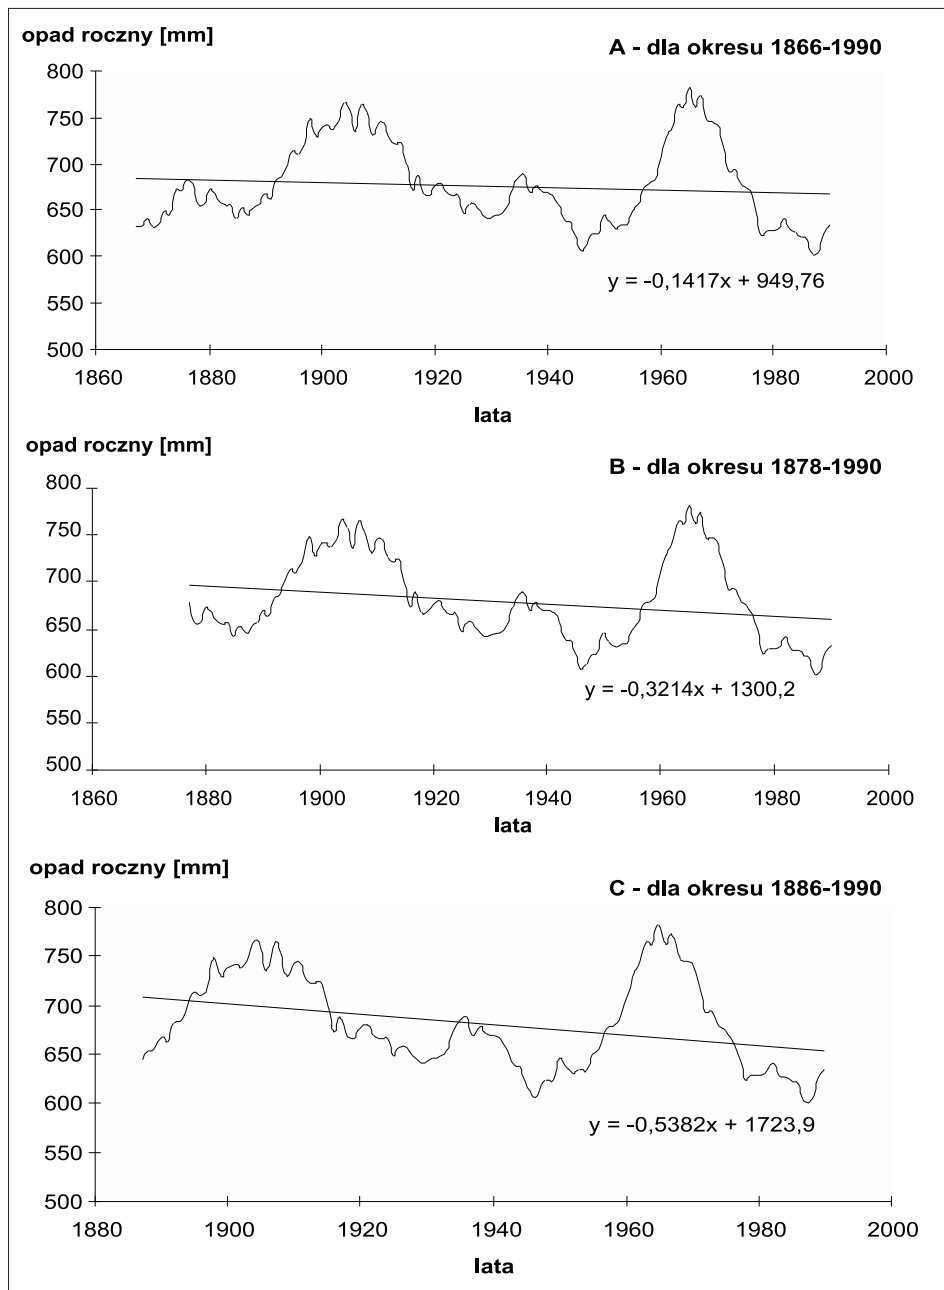 opad roczny [mm]
A - dla okresu 1866-1990
800
750
700
650
600
550
500
y = -0,1417x + 949,76
1860 1880 1900 1920 1940 1960 1980 2000
lata
opad roczny [mm]
B - dla okresu 1878-1990
800
750
700
650
600
550
500
y = -0,3214x + 1300,2
1860 1880 1900 1920 1940 1960 1980 2000
lata
opad roczny [mm]
C - dla okresu 1886-1990
800
750
700
650
600
550
500
y = -0,5382x + 1723,9
1880 1900 1920 1940 1960 1980 2000
lata